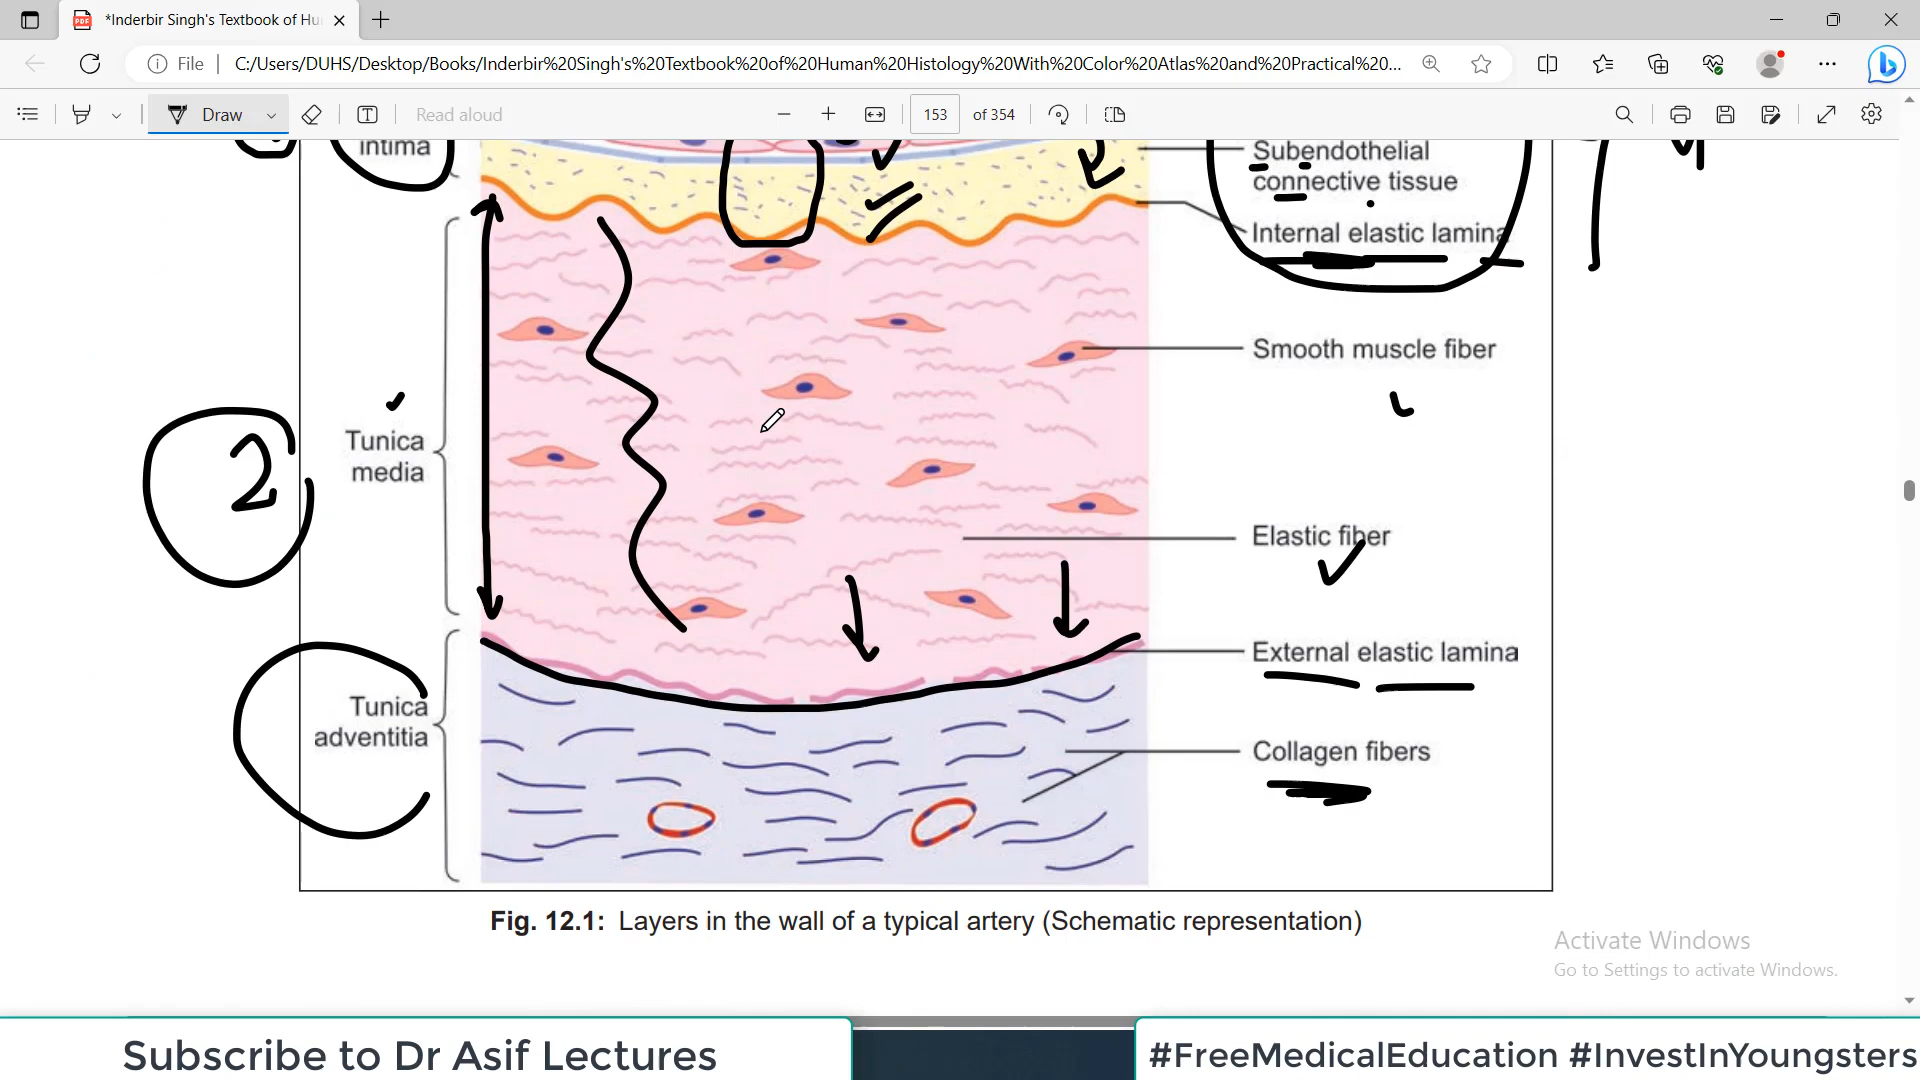 *Inderbir Singh's Textbook of Hu
File
C:/Users/DUHS/Desktop/Books/Inderbir%20Singh's%20Textbook%20of%20Human%20Histology%20With%20Color%20Atlas%20and%20Practical%20...
Draw
Read aloud
153 of 354
intima
Subendothelial
connective tissue
Internal elastic lamina
Smooth muscle fiber
Tunica
media
2
Elastic fiber
External elastic lamina
Tunica
adventitia
Collagen fibers
Fig. 12.1: Layers in the wall of a typical artery (Schematic representation)
Activate Windows
Go to Settings to activate Windows.
Subscribe to Dr Asif Lectures
#FreeMedicalEducation #InvestInYoungsters